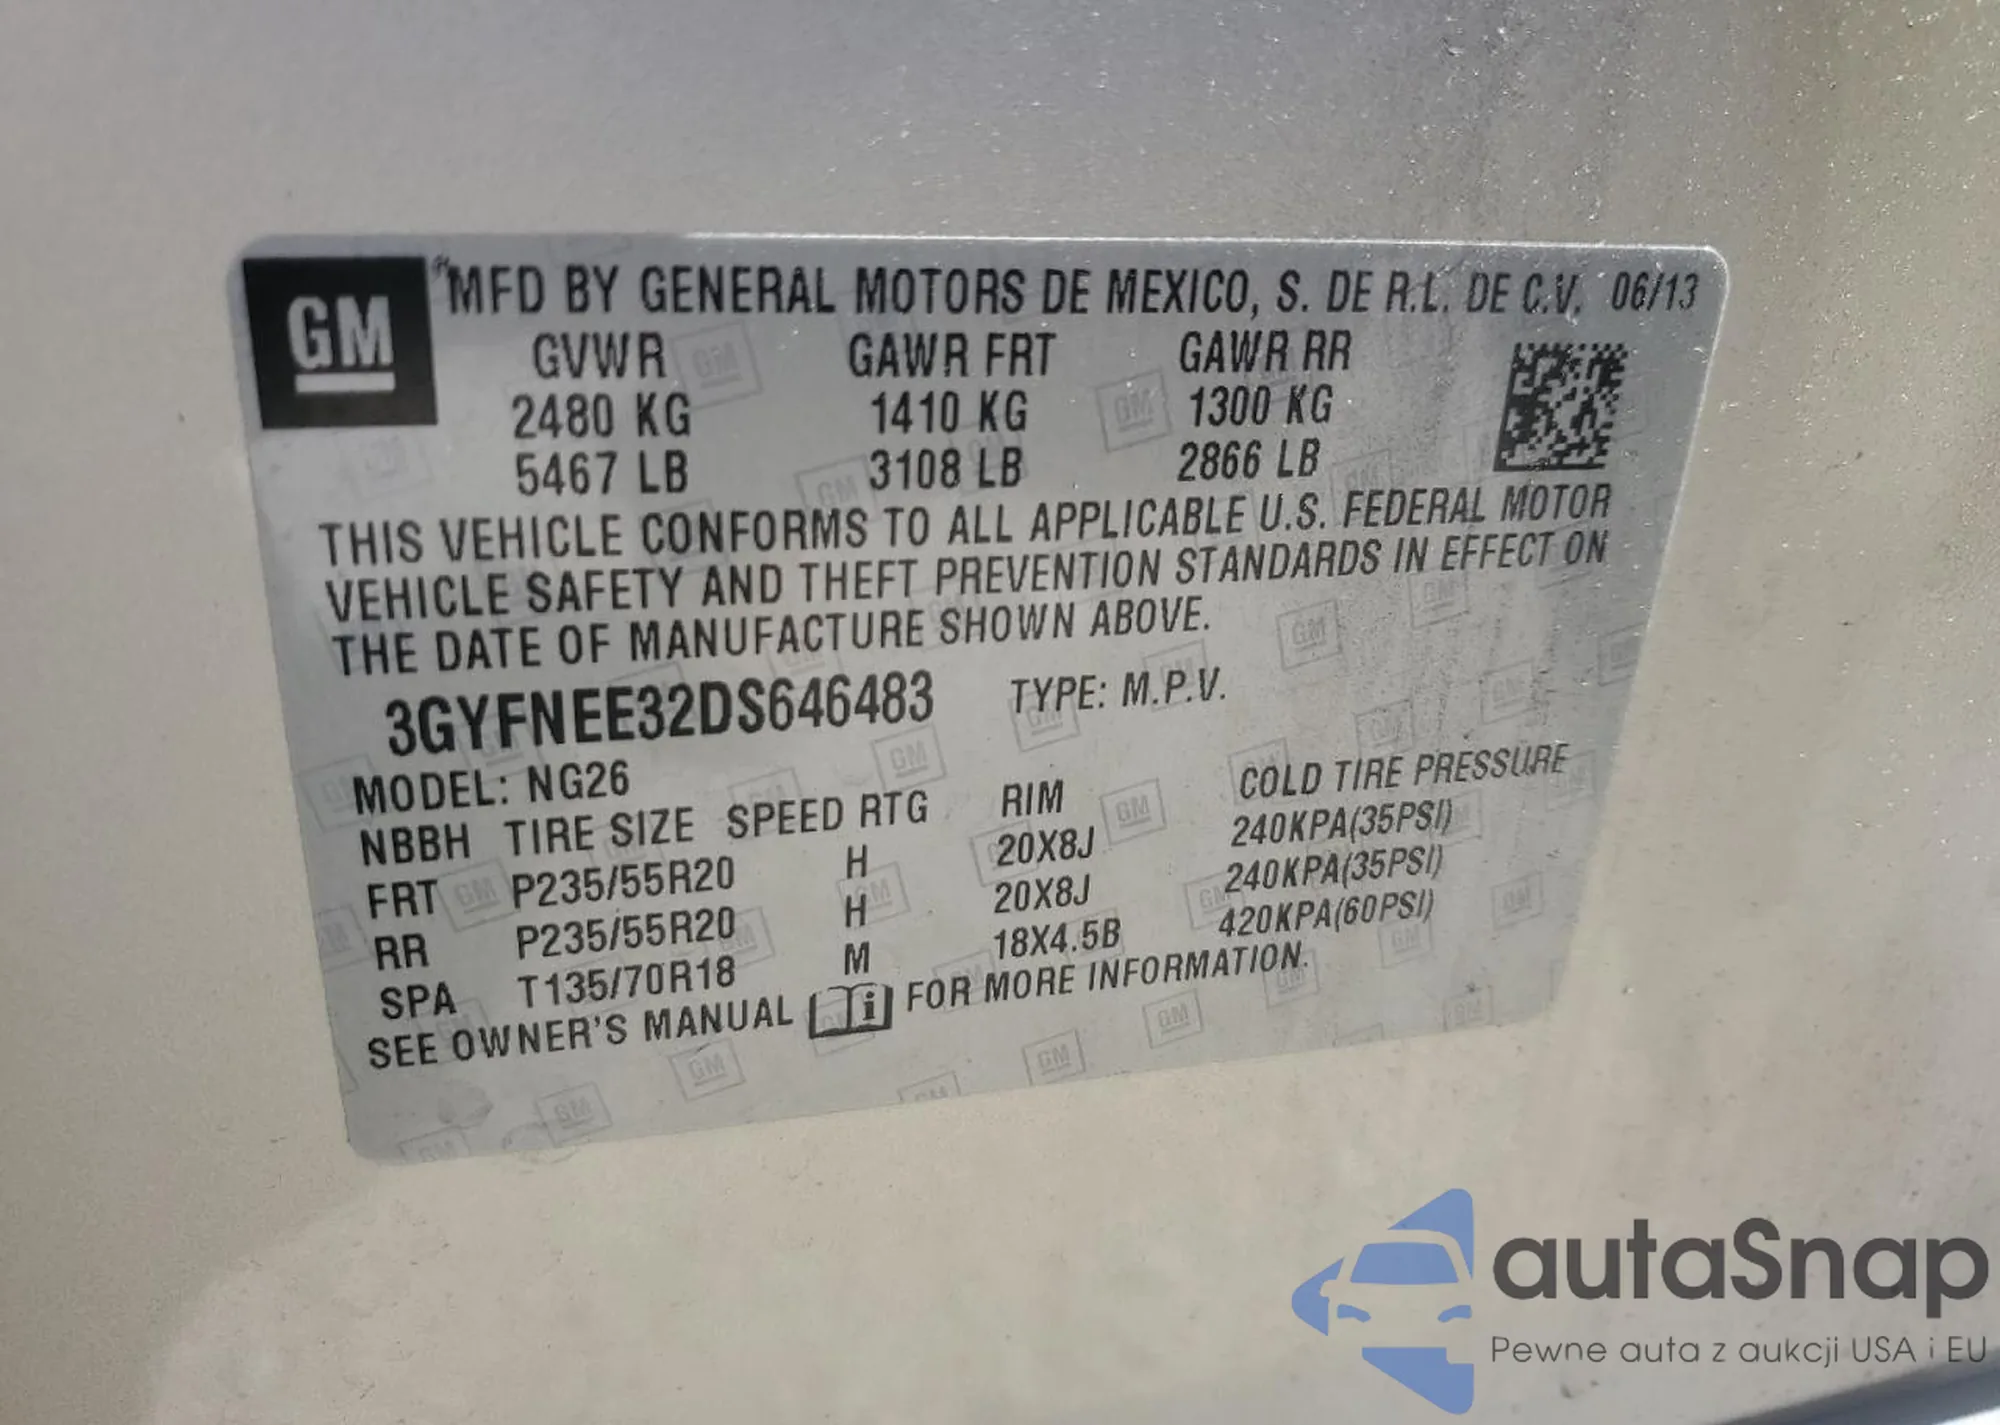 GM
MFD BY GENERAL MOTORS DE MEXICO, S. DE R.L. DE C.V. 06/13
GVWR GAWR FRT GAWR RR
2480 KG 1410 KG 1300 KG
5467 LB 3108 LB 2866 LB
THIS VEHICLE CONFORMS TO ALL APPLICABLE U.S. FEDERAL MOTOR
VEHICLE SAFETY AND THEFT PREVENTION STANDARDS IN EFFECT ON
THE DATE OF MANUFACTURE SHOWN ABOVE.
3GYFNEE32DS646483 TYPE: M.P.V.
MODEL: NG26
NBBH TIRE SIZE SPEED RTG RIM COLD TIRE PRESSURE
FRT P235/55R20 H 20X8J 240KPA(35PSI)
RR P235/55R20 H 20X8J 240KPA(35PSI)
SPA T135/70R18 M 18X4.5B 420KPA(60PSI)
SEE OWNER'S MANUAL i FOR MORE INFORMATION.
autaSnap
Pewne auta z aukcji USA i EU